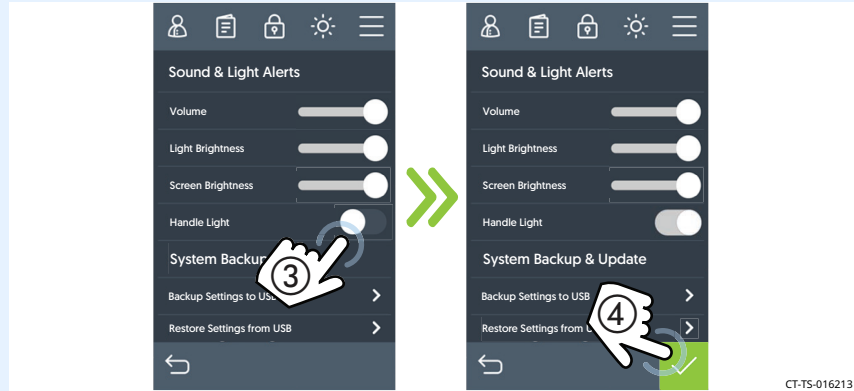 Sound & Light Alerts
Volume
Light Brightness
Screen Brightness
Handle Light
System Backup
3
Backup Settings to USB
Restore Settings from USB
Sound & Light Alerts
Volume
Light Brightness
Screen Brightness
Handle Light
System Backup & Update
Backup Settings to USB
4
Restore Settings from
CT-TS-016213